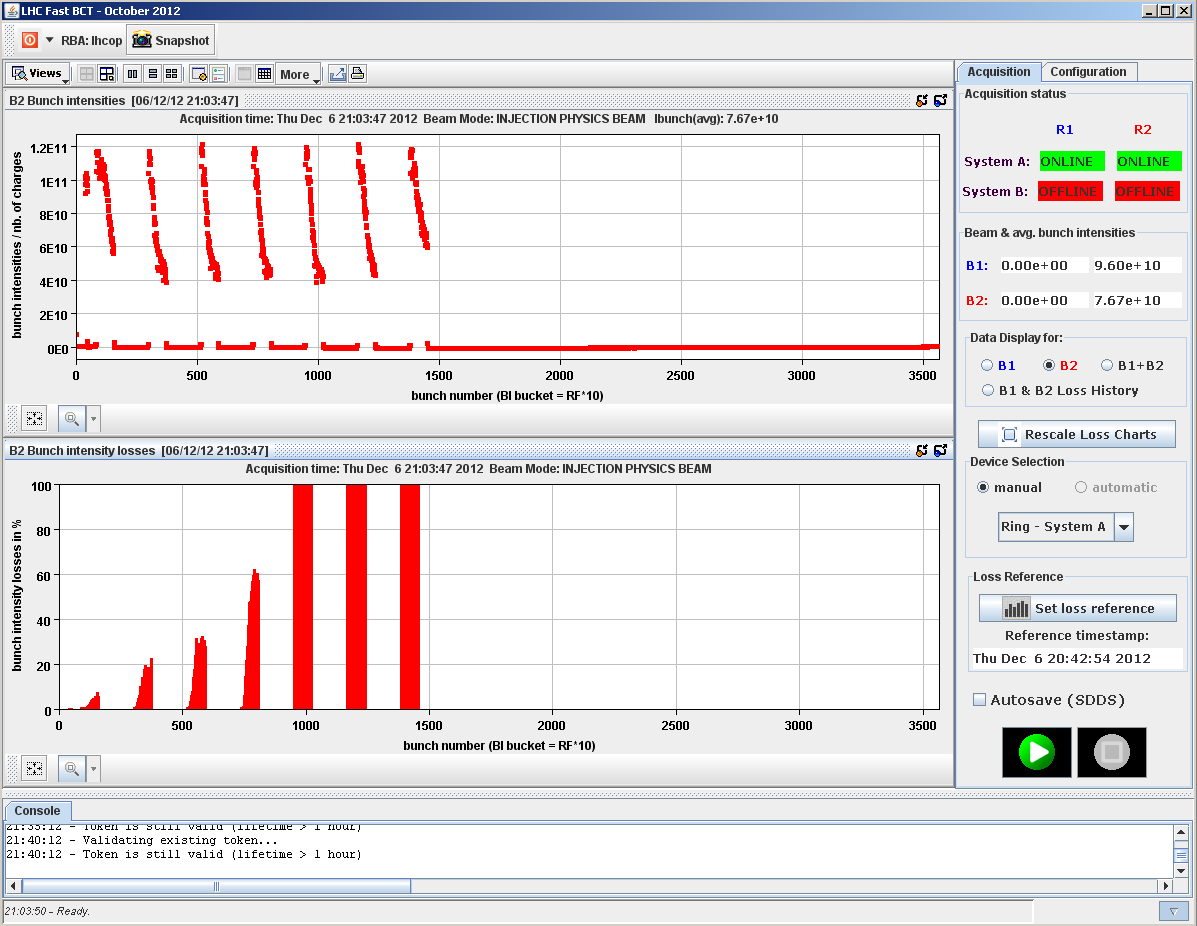 LHC Fast BCT - October 2012
RBA: lhcop Snapshot
Views More
B2 Bunch intensities [06/12/12 21:03:47]
Acquisition time: Thu Dec 6 21:03:47 2012 Beam Mode: INJECTION PHYSICS BEAM Ibunch(avg): 7.67e+10
bunch intensities / nb. of charges
1.2E11
1E11
8E10
6E10
4E10
2E10
0E0
0 500 1000 1500 2000 2500 3000 3500
bunch number (BI bucket = RF*10)
B2 Bunch intensity losses [06/12/12 21:03:47]
Acquisition time: Thu Dec 6 21:03:47 2012 Beam Mode: INJECTION PHYSICS BEAM
bunch intensity losses in %
100
80
60
40
20
0
0 500 1000 1500 2000 2500 3000 3500
bunch number (BI bucket = RF*10)
Acquisition Configuration
Acquisition status
R1 R2
System A: ONLINE ONLINE
System B: OFFLINE OFFLINE
Beam & avg. bunch intensities
B1: 0.00e+00 9.60e+10
B2: 0.00e+00 7.67e+10
Data Display for:
B1 B2 B1+B2
B1 & B2 Loss History
Rescale Loss Charts
Device Selection
manual automatic
Ring - System A
Loss Reference
Set loss reference
Reference timestamp:
Thu Dec 6 20:42:54 2012
Autosave (SDDS)
Console
21:35:12 - Token is still valid (lifetime > 1 hour)
21:40:12 - Validating existing token...
21:40:12 - Token is still valid (lifetime > 1 hour)
21:03:50 - Ready.